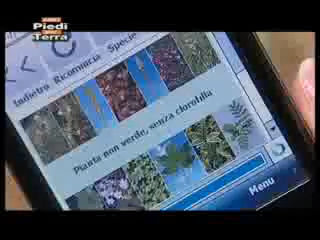 Piedi
Terra
Indietro Ricomincia Specie
Pianta non verde, senza clorofilla
Menu